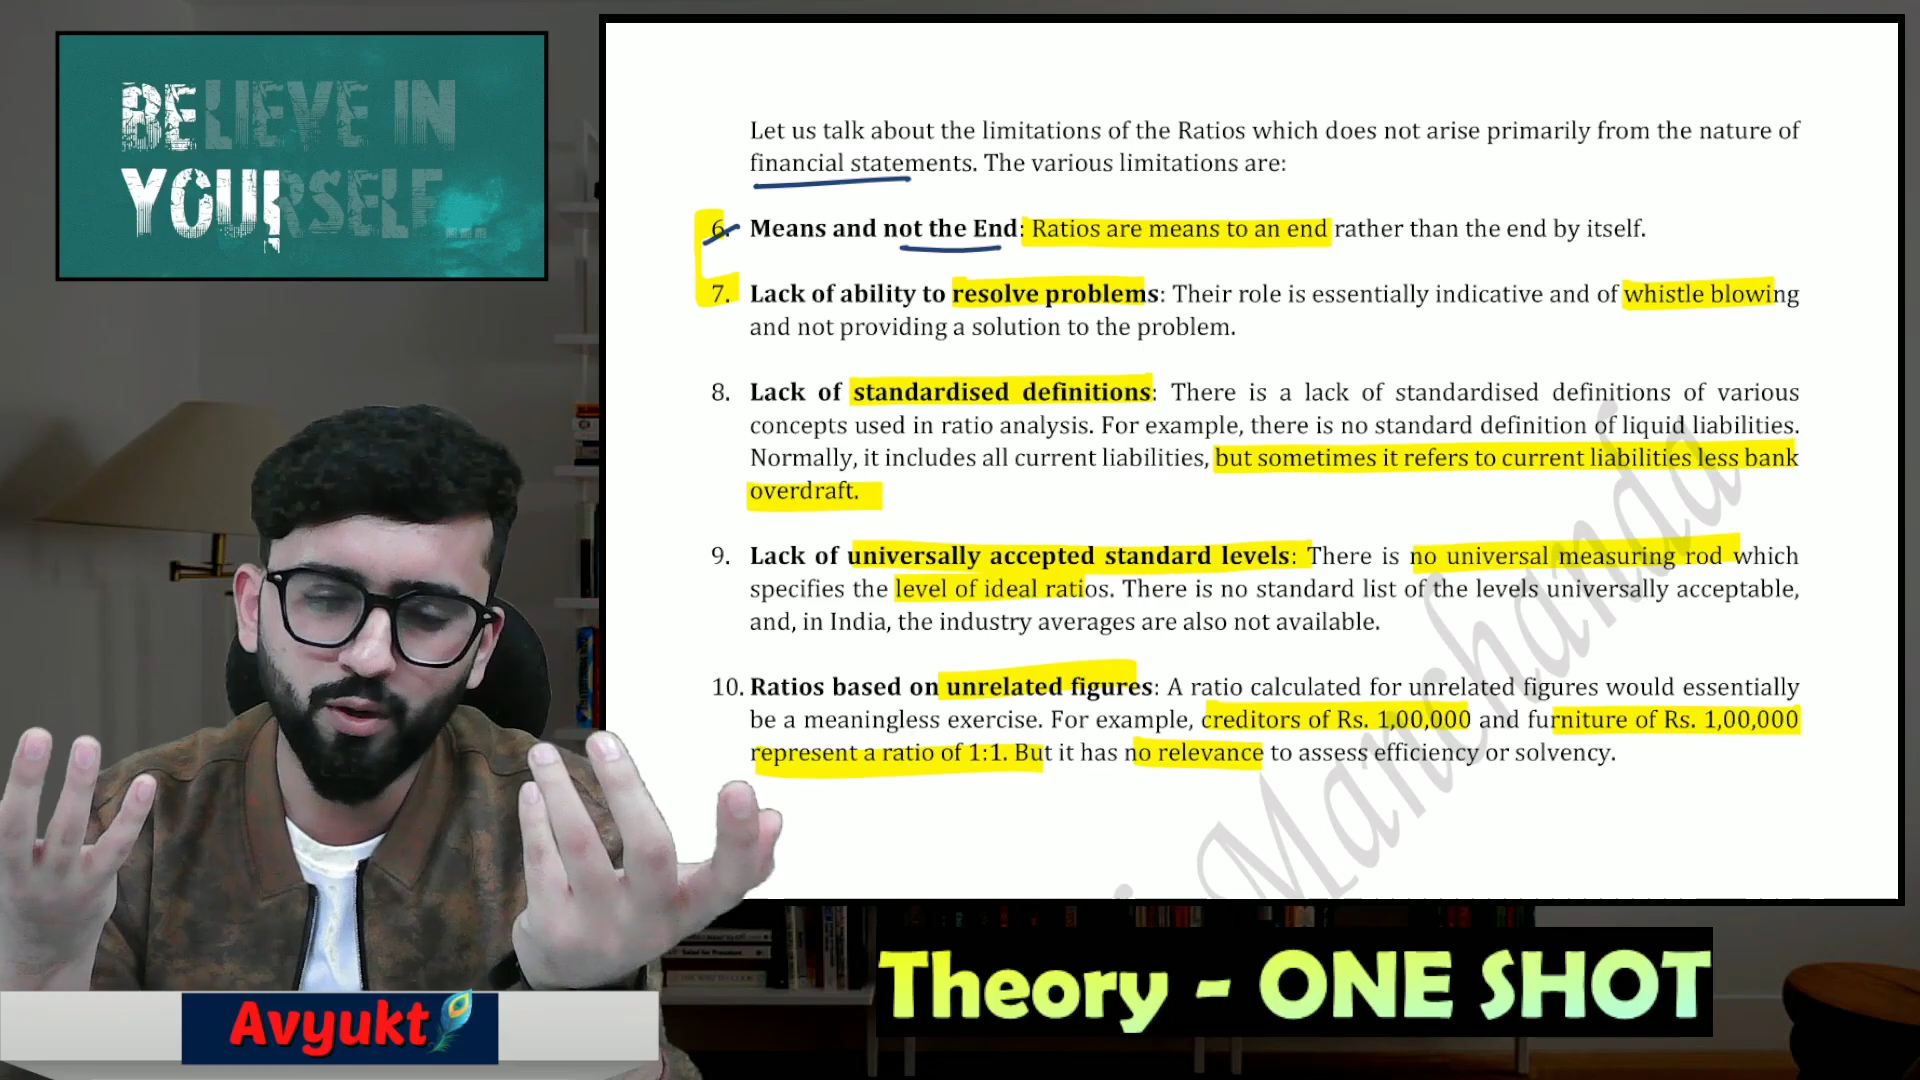 BELIEVE IN
YOURSELF...
Let us talk about the limitations of the Ratios which does not arise primarily from the nature of
financial statements. The various limitations are:
6. Means and not the End: Ratios are means to an end rather than the end by itself.
7. Lack of ability to resolve problems: Their role is essentially indicative and of whistle blowing
and not providing a solution to the problem.
8. Lack of standardised definitions: There is a lack of standardised definitions of various
concepts used in ratio analysis. For example, there is no standard definition of liquid liabilities.
Normally, it includes all current liabilities, but sometimes it refers to current liabilities less bank
overdraft.
9. Lack of universally accepted standard levels: There is no universal measuring rod which
specifies the level of ideal ratios. There is no standard list of the levels universally acceptable,
and, in India, the industry averages are also not available.
10. Ratios based on unrelated figures: A ratio calculated for unrelated figures would essentially
be a meaningless exercise. For example, creditors of Rs. 1,00,000 and furniture of Rs. 1,00,000
represent a ratio of 1:1. But it has no relevance to assess efficiency or solvency.
Manchanda
Theory - ONE SHOT
Avyukt